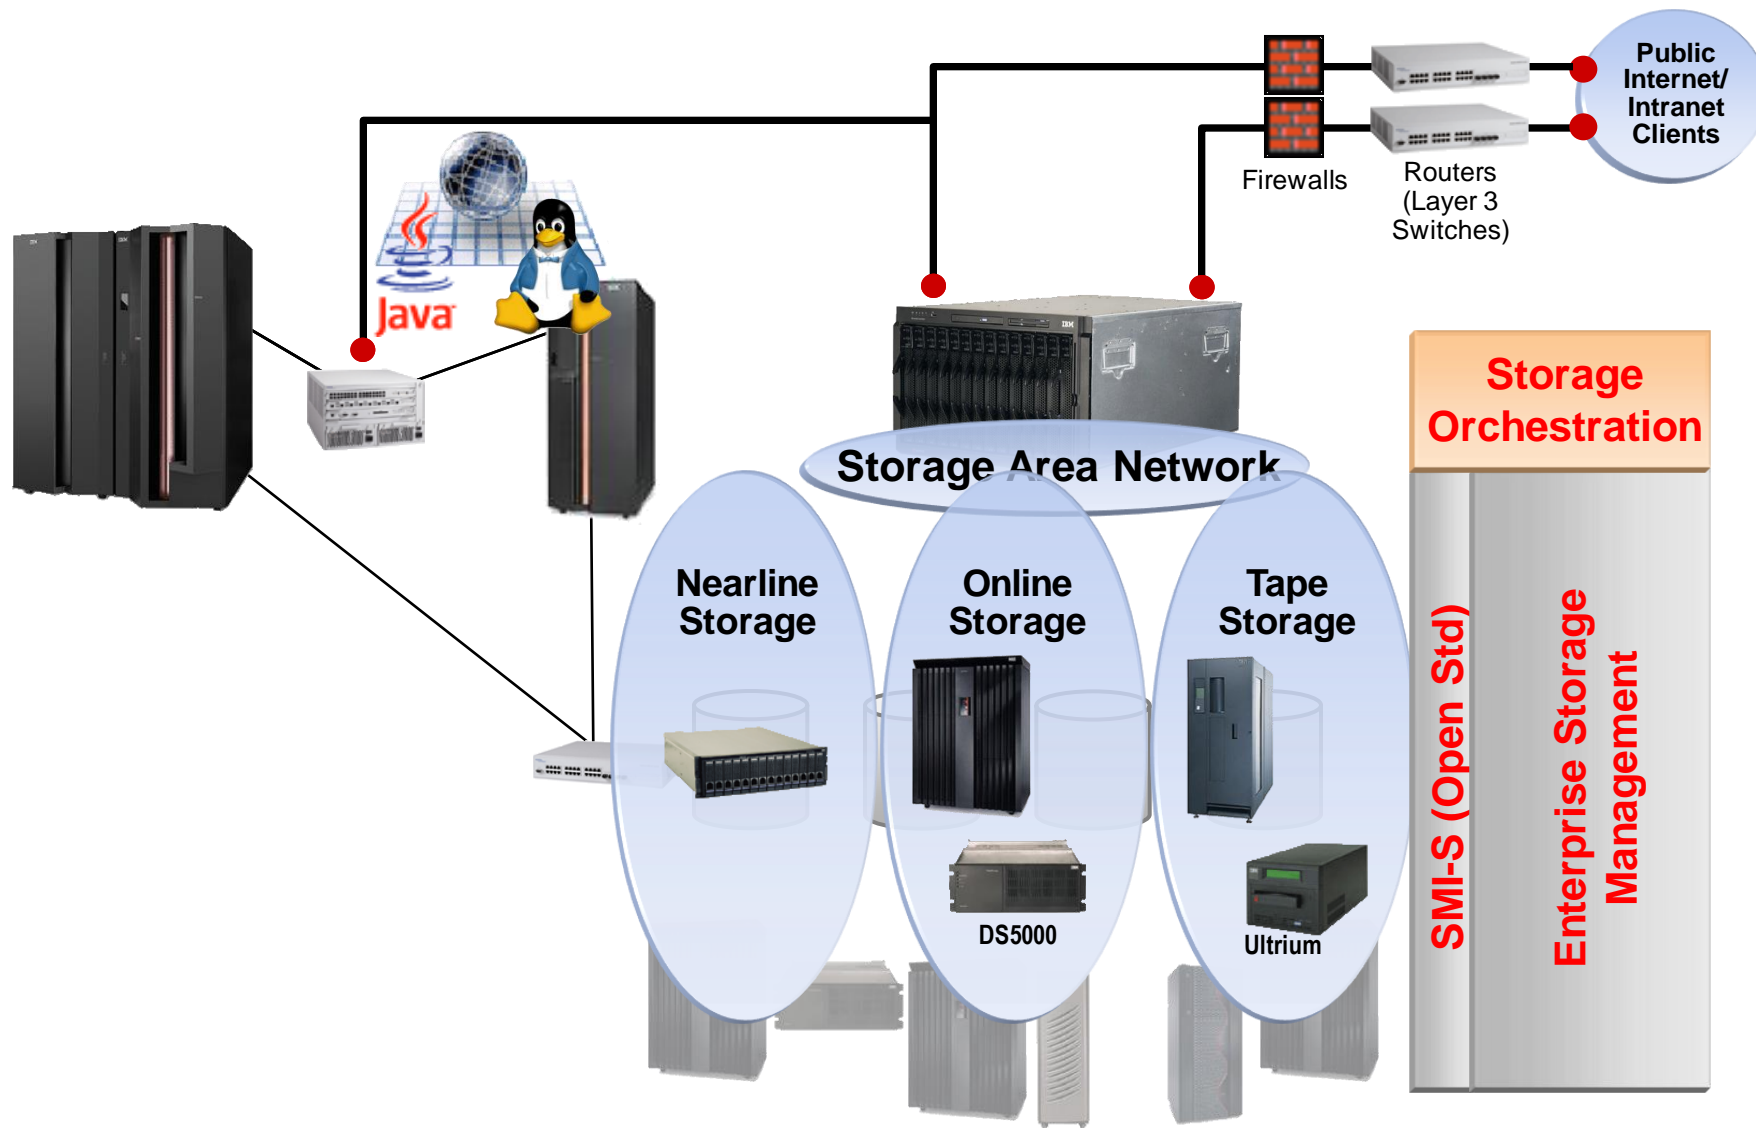 Public
Internet/
Intranet
Clients
Firewalls
Routers
(Layer 3
Switches)
Java
IBM
Storage
Orchestration
Storage Area Network
Nearline
Storage
Online
Storage
Tape
Storage
DS5000
Ultrium
SMI-S (Open Std)
Enterprise Storage
Management